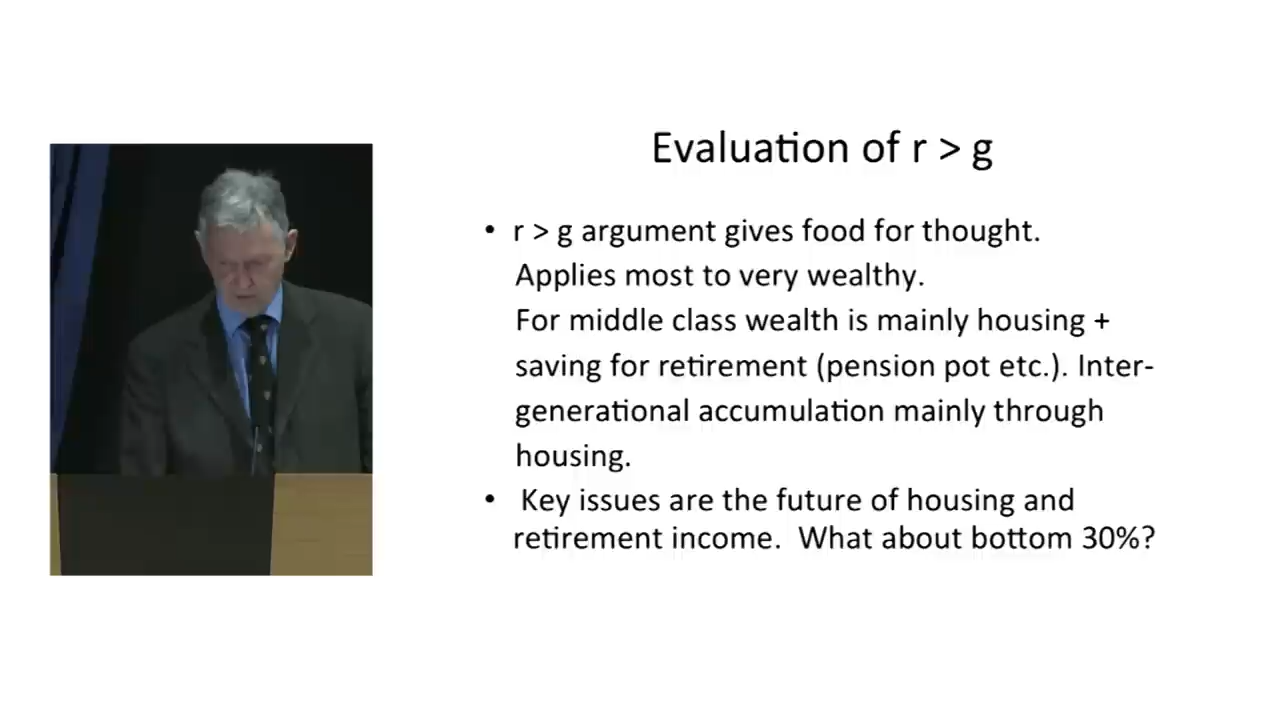 Evaluation of r > g
• r > g argument gives food for thought.
Applies most to very wealthy.
For middle class wealth is mainly housing +
saving for retirement (pension pot etc.). Inter-
generational accumulation mainly through
housing.
• Key issues are the future of housing and
retirement income.  What about bottom 30%?